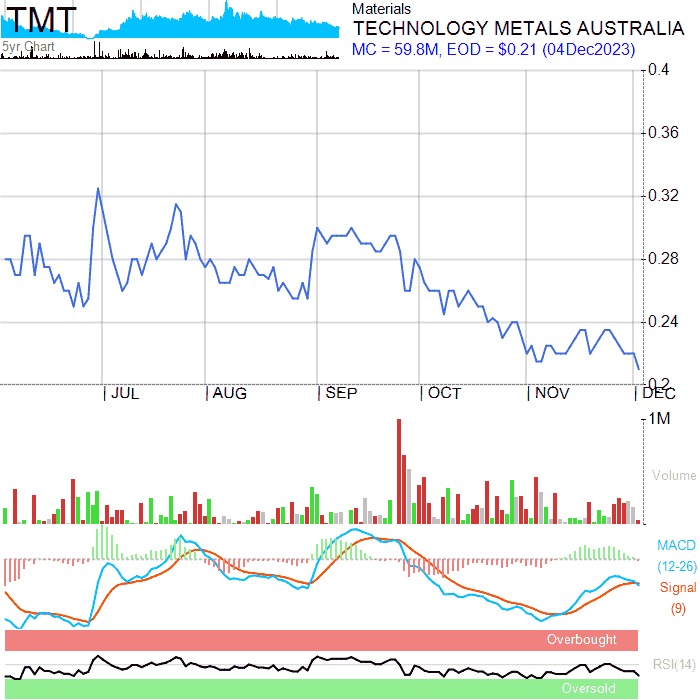 TMT
5yr Chart
Materials
TECHNOLOGY METALS AUSTRALIA
MC = 59.8M, EOD = $0.21 (04Dec2023)
0.4
0.36
0.32
0.28
0.24
0.2
JUL AUG SEP OCT NOV DEC
1M
Volume
MACD
(12-26)
Signal
(9)
Overbought
RSI(14)
Oversold